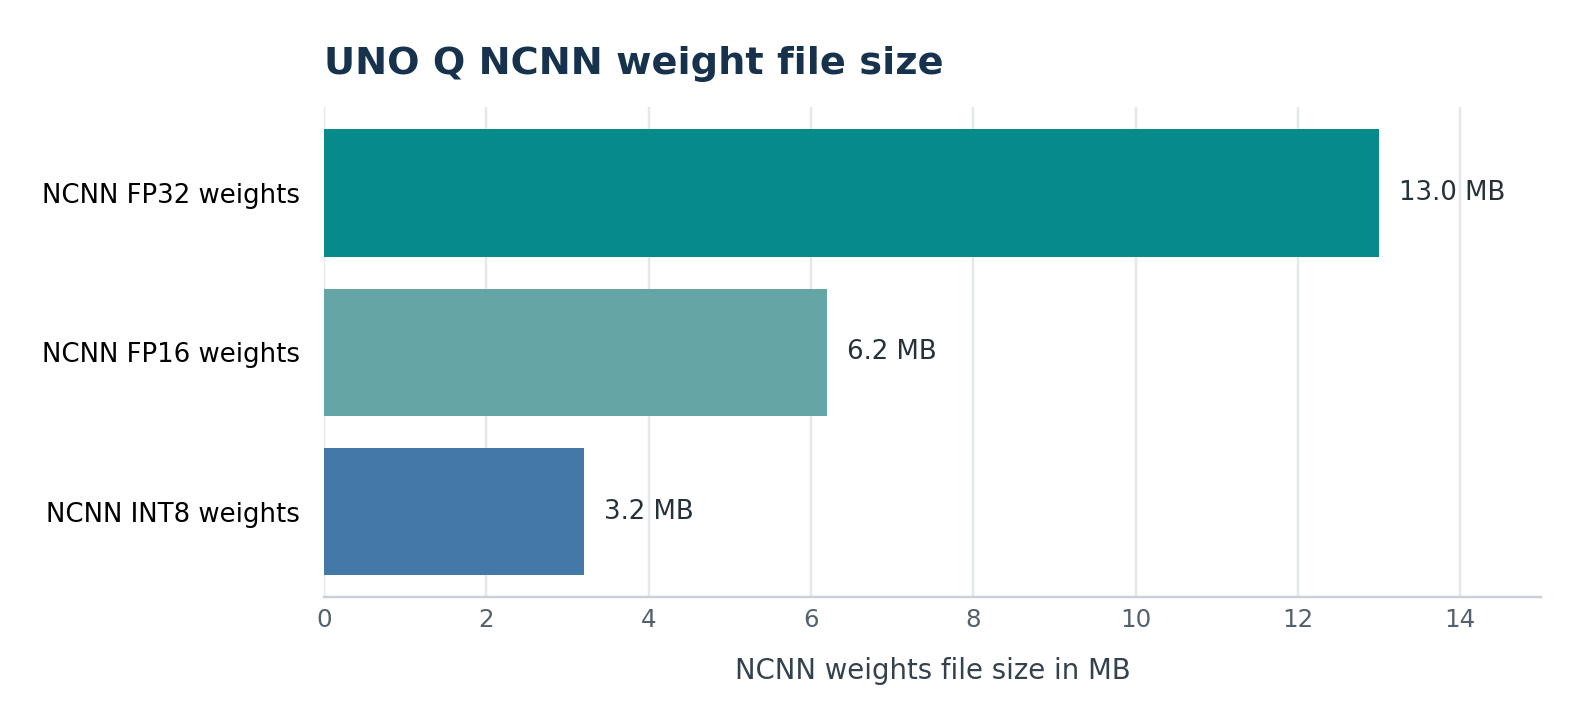 UNO Q NCNN weight file size
NCNN FP32 weights
13.0 MB
NCNN FP16 weights
6.2 MB
NCNN INT8 weights
3.2 MB
0 2 4 6 8 10 12 14
NCNN weights file size in MB